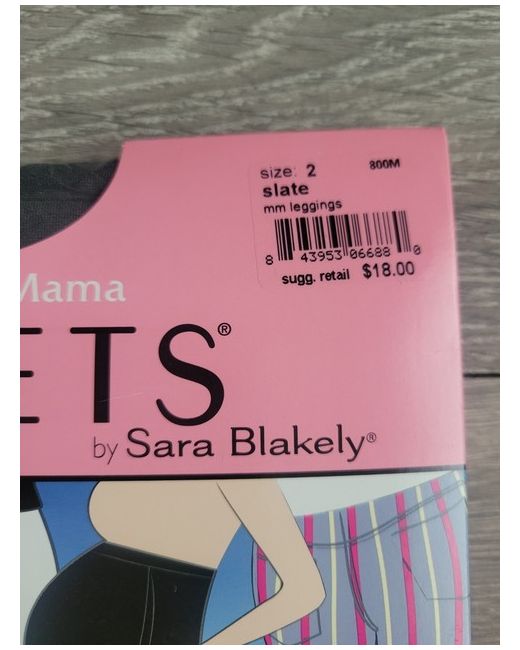 size: 2 800M
slate
mm leggings
8 43953 06688 0
sugg. retail $18.00
Mama
ETS®
by Sara Blakely®